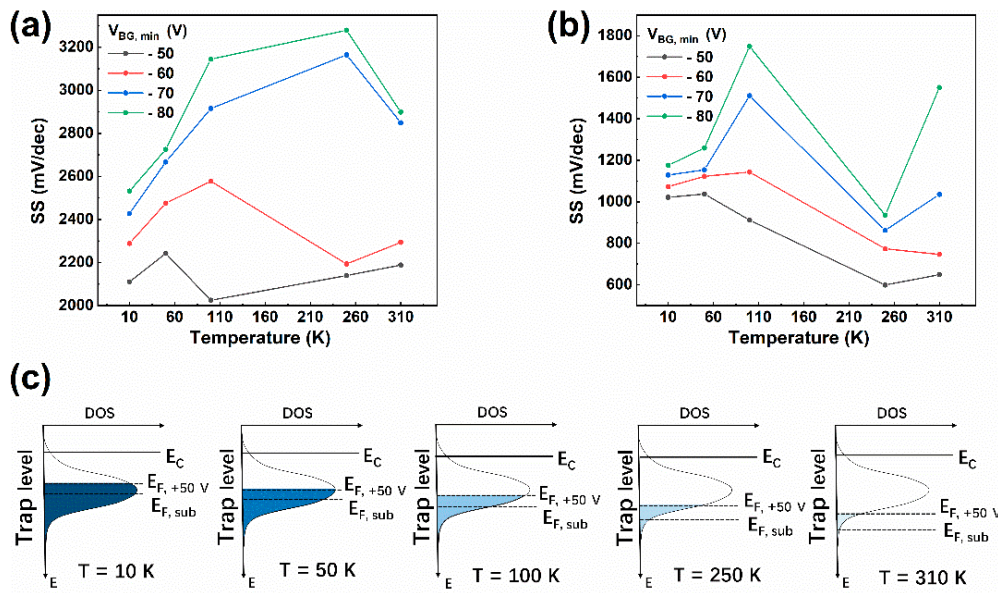 (a)
V_BG, min (V)
- 50
- 60
- 70
- 80
SS (mV/dec)
3200
3000
2800
2600
2400
2200
2000
10 60 110 160 210 260 310
Temperature (K)
(b)
V_BG, min (V)
- 50
- 60
- 70
- 80
SS (mV/dec)
1800
1600
1400
1200
1000
800
600
10 60 110 160 210 260 310
Temperature (K)
(c)
DOS
Trap level
E_C
E_F, +50 V
E_F, sub
E
T = 10 K
DOS
Trap level
E_C
E_F, +50 V
E_F, sub
E
T = 50 K
DOS
Trap level
E_C
E_F, +50 V
E_F, sub
E
T = 100 K
DOS
Trap level
E_C
E_F, +50 V
E_F, sub
E
T = 250 K
DOS
Trap level
E_C
E_F, +50 V
E_F, sub
E
T = 310 K